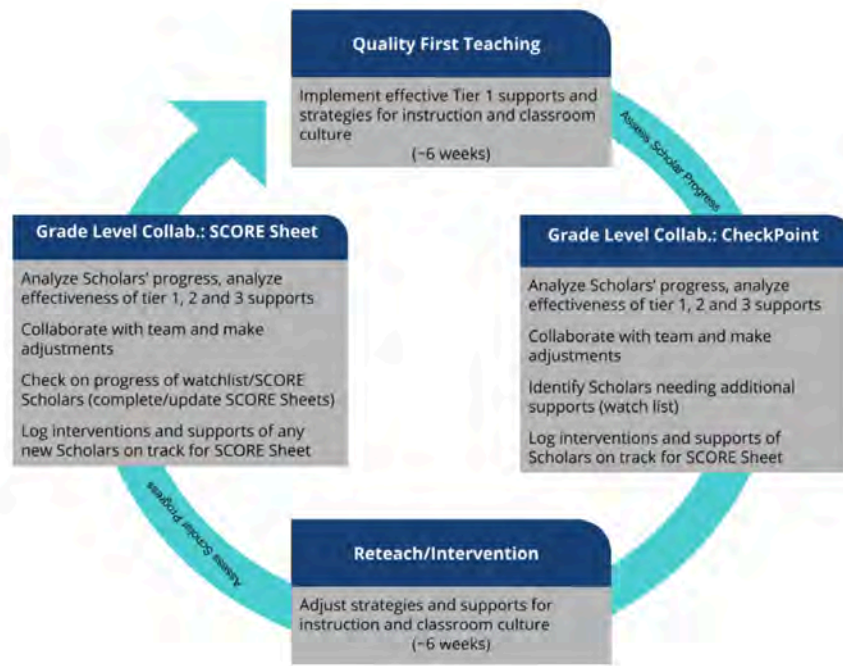 Quality First Teaching
Implement effective Tier 1 supports and
strategies for instruction and classroom
culture
(~6 weeks)
Assess Scholar Progress
Grade Level Collab.: CheckPoint
Analyze Scholars' progress, analyze
effectiveness of tier 1, 2 and 3 supports
Collaborate with team and make
adjustments
Identify Scholars needing additional
supports (watch list)
Log interventions and supports of
Scholars on track for SCORE Sheet
Reteach/Intervention
Adjust strategies and supports for
instruction and classroom culture
(~6 weeks)
Assess Scholar Progress
Grade Level Collab.: SCORE Sheet
Analyze Scholars' progress, analyze
effectiveness of tier 1, 2 and 3 supports
Collaborate with team and make
adjustments
Check on progress of watchlist/SCORE
Scholars (complete/update SCORE Sheets)
Log interventions and supports of any
new Scholars on track for SCORE Sheet